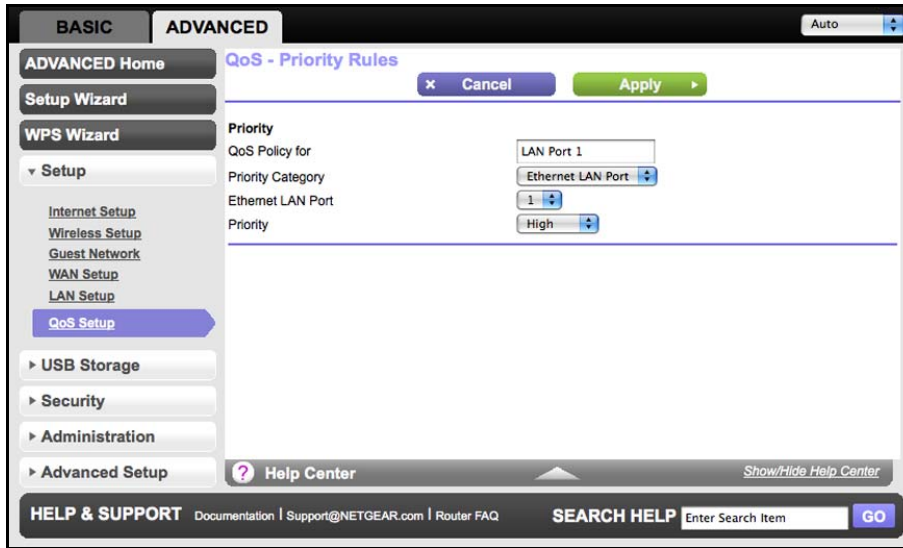 BASIC
ADVANCED
Auto
ADVANCED Home
Setup Wizard
WPS Wizard
Setup
Internet Setup
Wireless Setup
Guest Network
WAN Setup
LAN Setup
QoS Setup
USB Storage
Security
Administration
Advanced Setup
QoS - Priority Rules
× Cancel
Apply
Priority
QoS Policy for LAN Port 1
Priority Category Ethernet LAN Port
Ethernet LAN Port 1
Priority High
? Help Center
Show/Hide Help Center
HELP & SUPPORT Documentation | Support@NETGEAR.com | Router FAQ
SEARCH HELP Enter Search Item GO